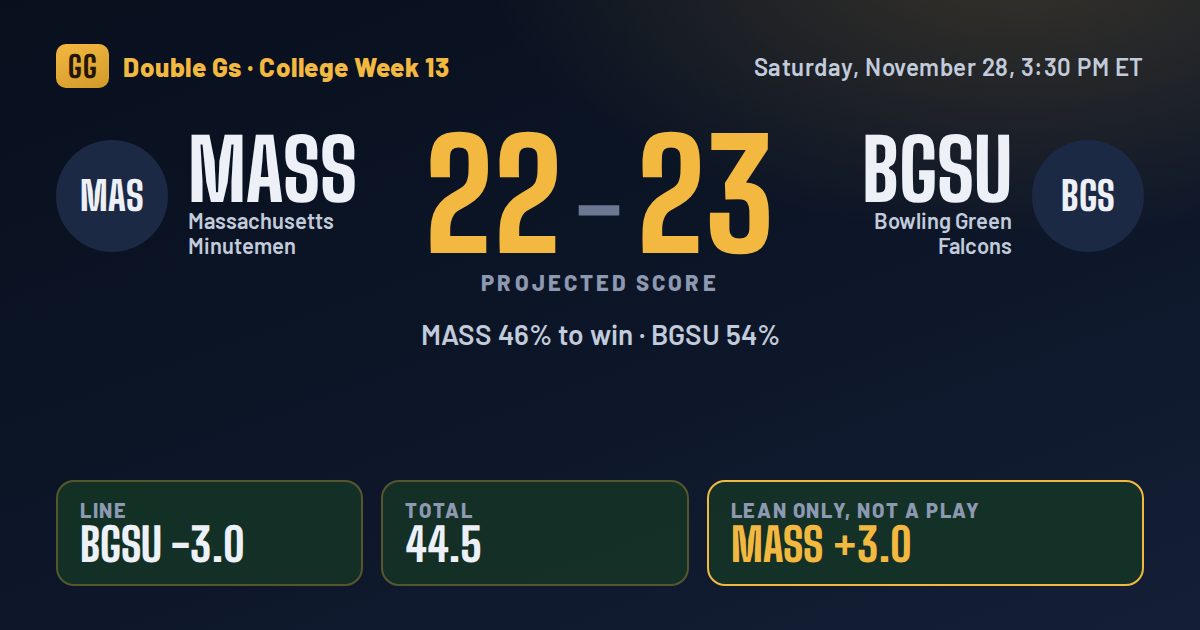 GG Double Gs · College Week 13
Saturday, November 28, 3:30 PM ET
MAS
MASS
Massachusetts
Minutemen
22 – 23
PROJECTED SCORE
MASS 46% to win · BGSU 54%
BGSU
Bowling Green
Falcons
BGS
LINE
BGSU −3.0
TOTAL
44.5
LEAN ONLY, NOT A PLAY
MASS +3.0